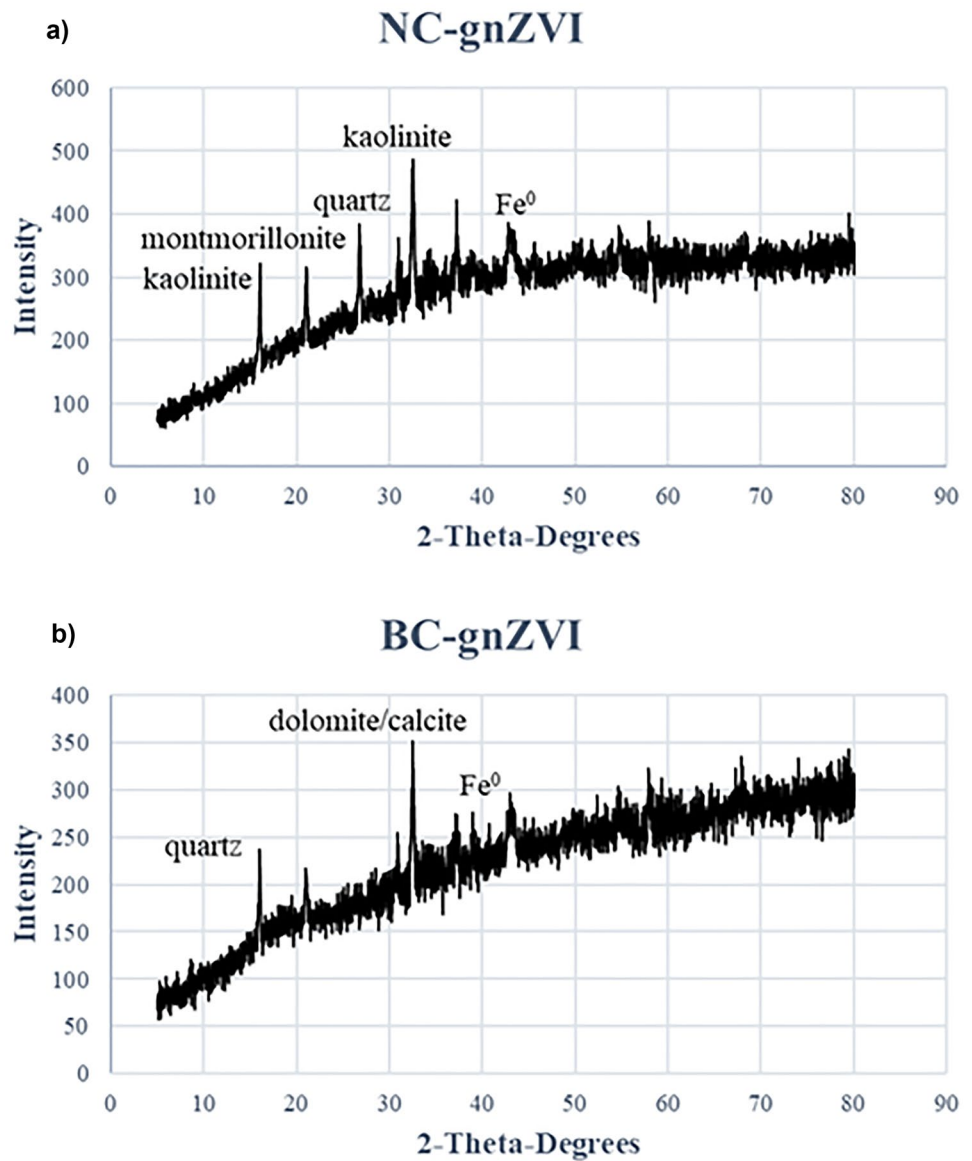 a)
NC-gnZVI
600
500
400
300
200
100
0
Intensity
kaolinite
quartz
Fe⁰
montmorillonite
kaolinite
0 10 20 30 40 50 60 70 80 90
2-Theta-Degrees
b)
BC-gnZVI
400
350
300
250
200
150
100
50
0
Intensity
dolomite/calcite
Fe⁰
quartz
0 10 20 30 40 50 60 70 80 90
2-Theta-Degrees